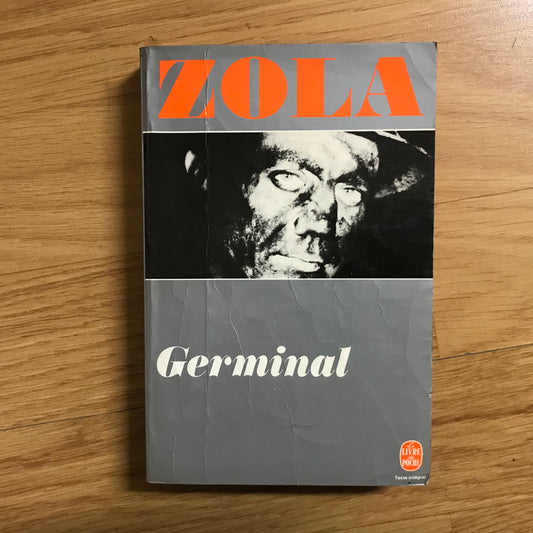 ZOLA
Germinal
Le
LIVRE
de
POCHE
Texte intégral